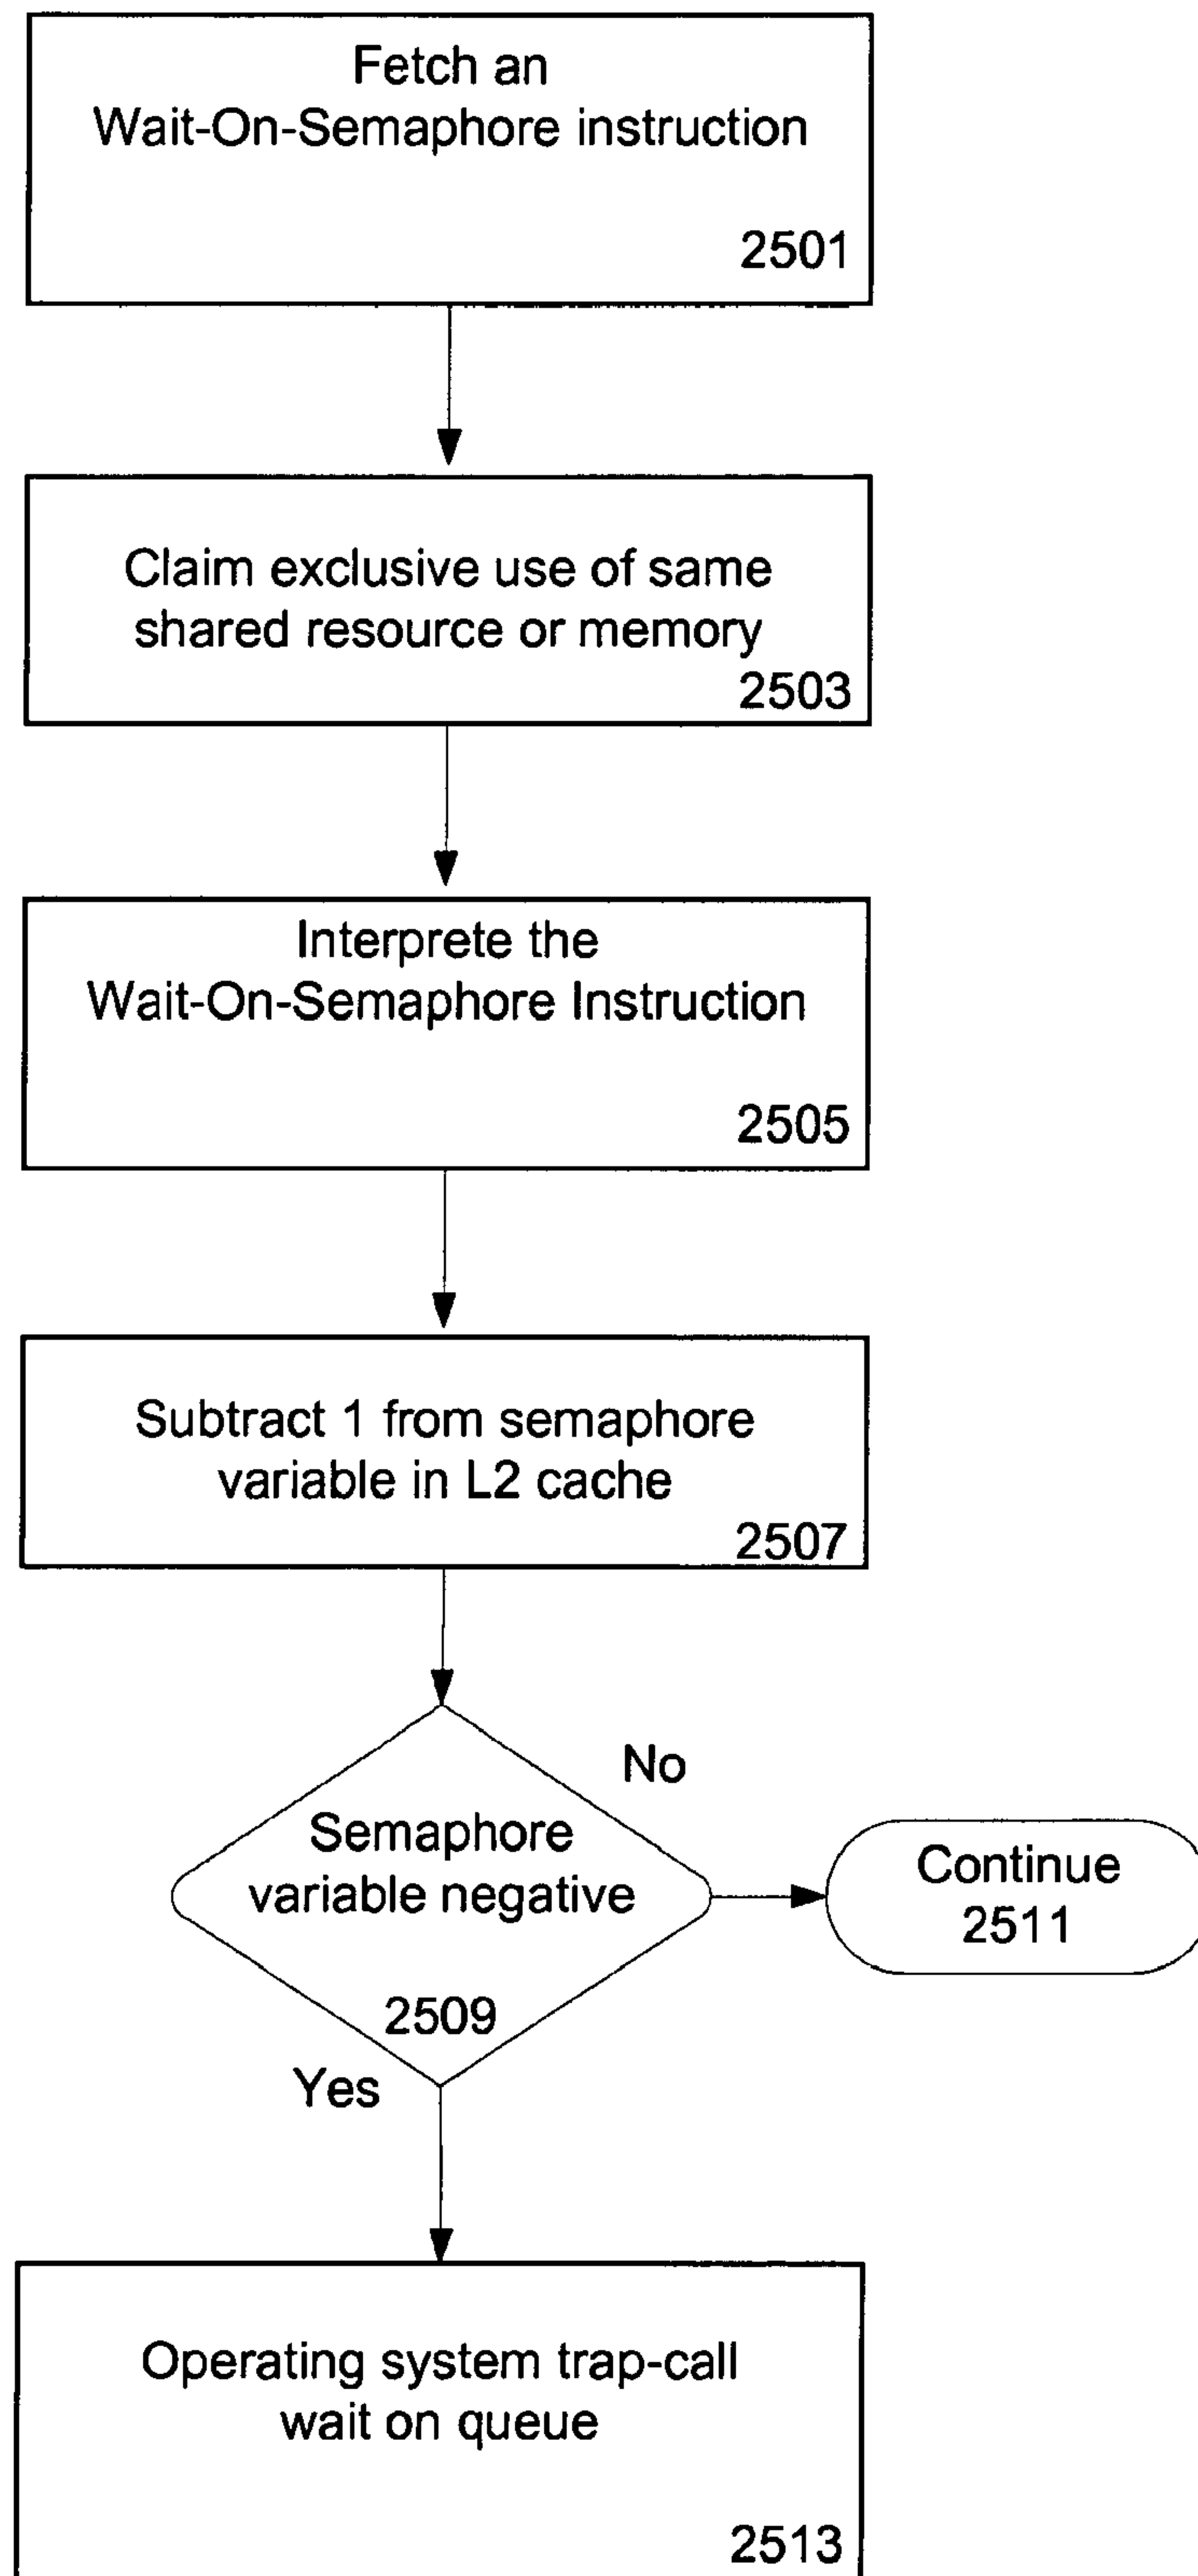 Fetch an
Wait-On-Semaphore instruction
2501
Claim exclusive use of same
shared resource or memory
2503
Interprete the
Wait-On-Semaphore Instruction
2505
Subtract 1 from semaphore
variable in L2 cache
2507
No
Semaphore
variable negative
2509
Continue
2511
Yes
Operating system trap-call
wait on queue
2513